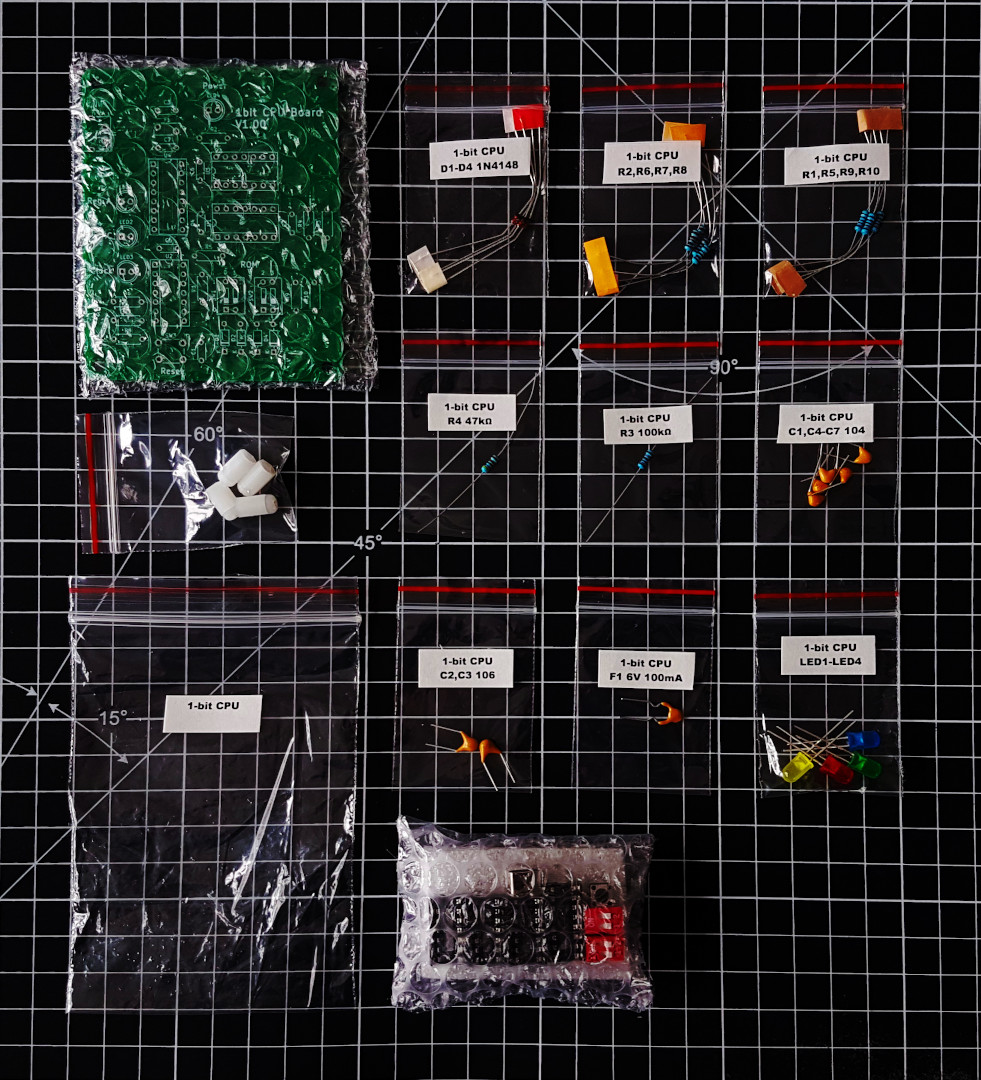 Power
1bit CPU Board
V1.00
LED2
LED3
ROM
Reset
1-bit CPU
D1-D4 1N4148
1-bit CPU
R2,R6,R7,R8
1-bit CPU
R1,R5,R9,R10
90°
1-bit CPU
R4 47kΩ
1-bit CPU
R3 100kΩ
1-bit CPU
C1,C4-C7 104
60°
45°
1-bit CPU
C2,C3 106
1-bit CPU
F1 6V 100mA
1-bit CPU
LED1-LED4
1-bit CPU
15°